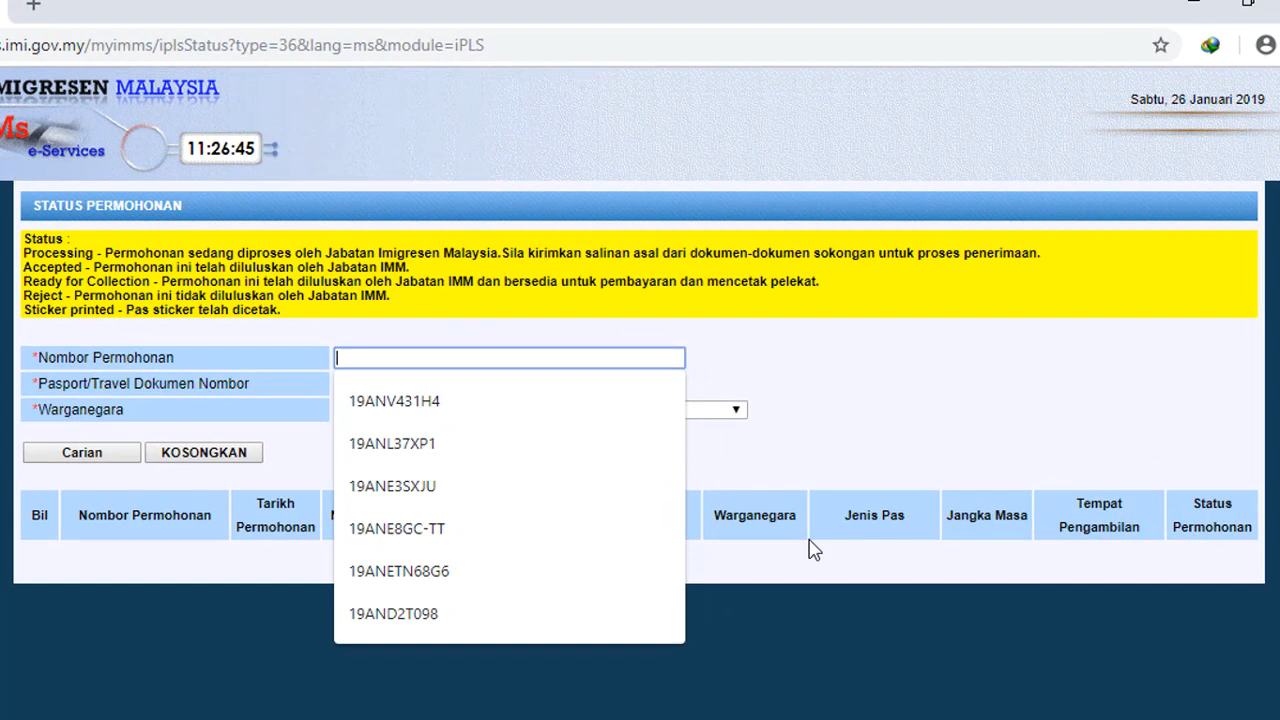 s.imi.gov.my/myimms/iplsStatus?type=36&lang=ms&module=iPLS
MIGRESEN MALAYSIA
Sabtu, 26 Januari 2019
Ms
e-Services
11:26:45
STATUS PERMOHONAN
Status :
Processing - Permohonan sedang diproses oleh Jabatan Imigresen Malaysia.Sila kirimkan salinan asal dari dokumen-dokumen sokongan untuk proses penerimaan.
Accepted - Permohonan ini telah diluluskan oleh Jabatan IMM.
Ready for Collection - Permohonan ini telah diluluskan oleh Jabatan IMM dan bersedia untuk pembayaran dan mencetak pelekat.
Reject - Permohonan ini tidak diluluskan oleh Jabatan IMM.
Sticker printed - Pas sticker telah dicetak.
*Nombor Permohonan
*Pasport/Travel Dokumen Nombor
*Warganegara
19ANV431H4
19ANL37XP1
19ANE3SXJU
19ANE8GC-TT
19ANETN68G6
19AND2T098
Carian KOSONGKAN
Bil Nombor Permohonan Tarikh Permohonan Warganegara Jenis Pas Jangka Masa Tempat Pengambilan Status Permohonan